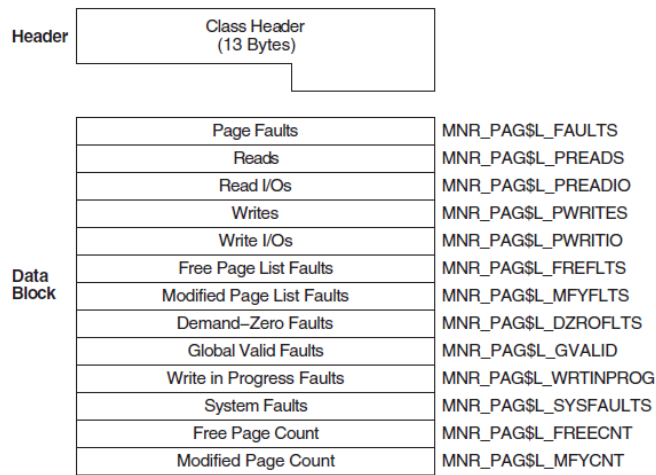 Header
Class Header
(13 Bytes)
Page Faults MNR_PAG$L_FAULTS
Reads MNR_PAG$L_PREADS
Read I/Os MNR_PAG$L_PREADIO
Writes MNR_PAG$L_PWRITES
Write I/Os MNR_PAG$L_PWRITIO
Data
Block
Free Page List Faults MNR_PAG$L_FREFLTS
Modified Page List Faults MNR_PAG$L_MFYFLTS
Demand–Zero Faults MNR_PAG$L_DZROFLTS
Global Valid Faults MNR_PAG$L_GVALID
Write in Progress Faults MNR_PAG$L_WRTINPROG
System Faults MNR_PAG$L_SYSFAULTS
Free Page Count MNR_PAG$L_FREECNT
Modified Page Count MNR_PAG$L_MFYCNT